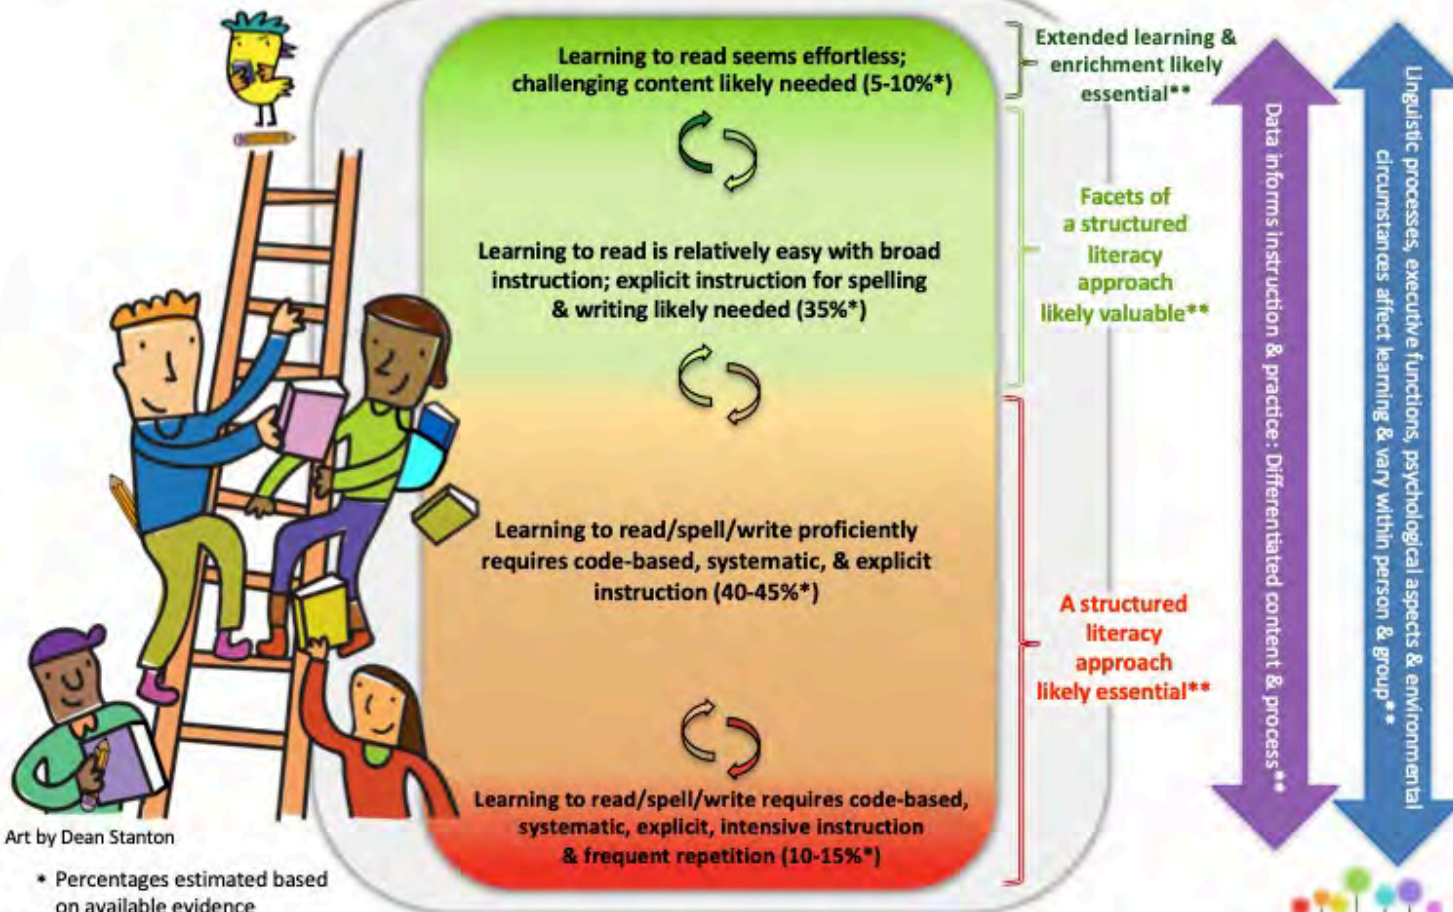 Learning to read seems effortless;
challenging content likely needed (5-10%*)
Learning to read is relatively easy with broad
instruction; explicit instruction for spelling
& writing likely needed (35%*)
Learning to read/spell/write proficiently
requires code-based, systematic, & explicit
instruction (40-45%*)
Learning to read/spell/write requires code-based,
systematic, explicit, intensive instruction
& frequent repetition (10-15%*)
Extended learning &
enrichment likely
essential**
Facets of
a structured
literacy
approach
likely valuable**
A structured
literacy
approach
likely essential**
Data informs instruction & practice: Differentiated content & process**
Linguistic processes, executive functions, psychological aspects & environmental
circumstances affect learning & vary within person & group**
Art by Dean Stanton
* Percentages estimated based
on available evidence